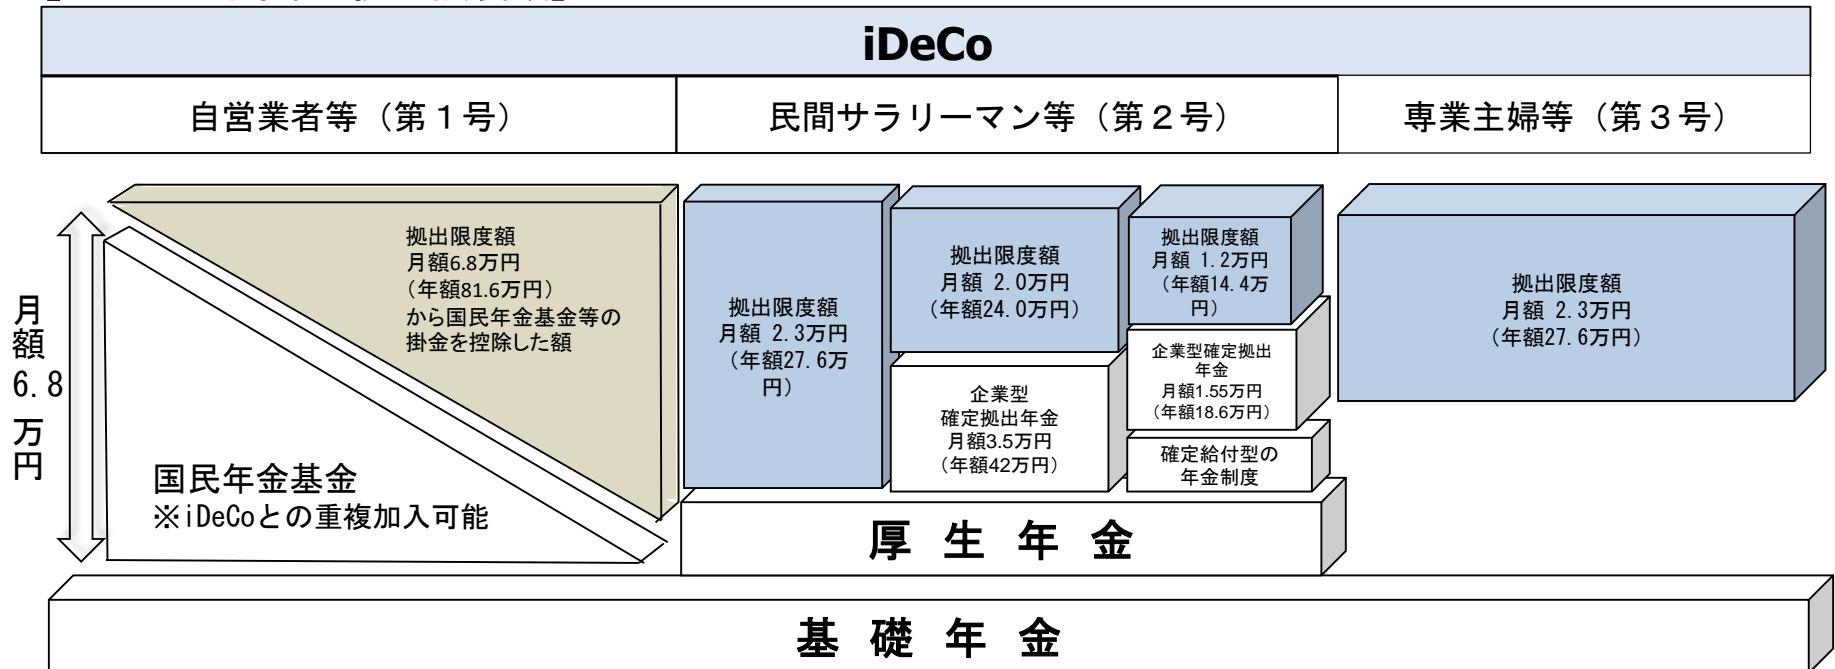 iDeCo
自営業者等（第１号）
民間サラリーマン等（第２号）
専業主婦等（第３号）
月額6.8万円
拠出限度額
月額6.8万円
（年額81.6万円）
から国民年金基金等の
掛金を控除した額
国民年金基金
※iDeCoとの重複加入可能
拠出限度額
月額 2.3万円
（年額27.6万
円）
拠出限度額
月額 2.0万円
（年額24.0万円）
企業型
確定拠出年金
月額3.5万円
（年額42万円）
拠出限度額
月額 1.2万円
（年額14.4万
円）
企業型確定拠出
年金
月額1.55万円
（年額18.6万円）
確定給付型の
年金制度
拠出限度額
月額 2.3万円
（年額27.6万円）
厚生年金
基礎年金